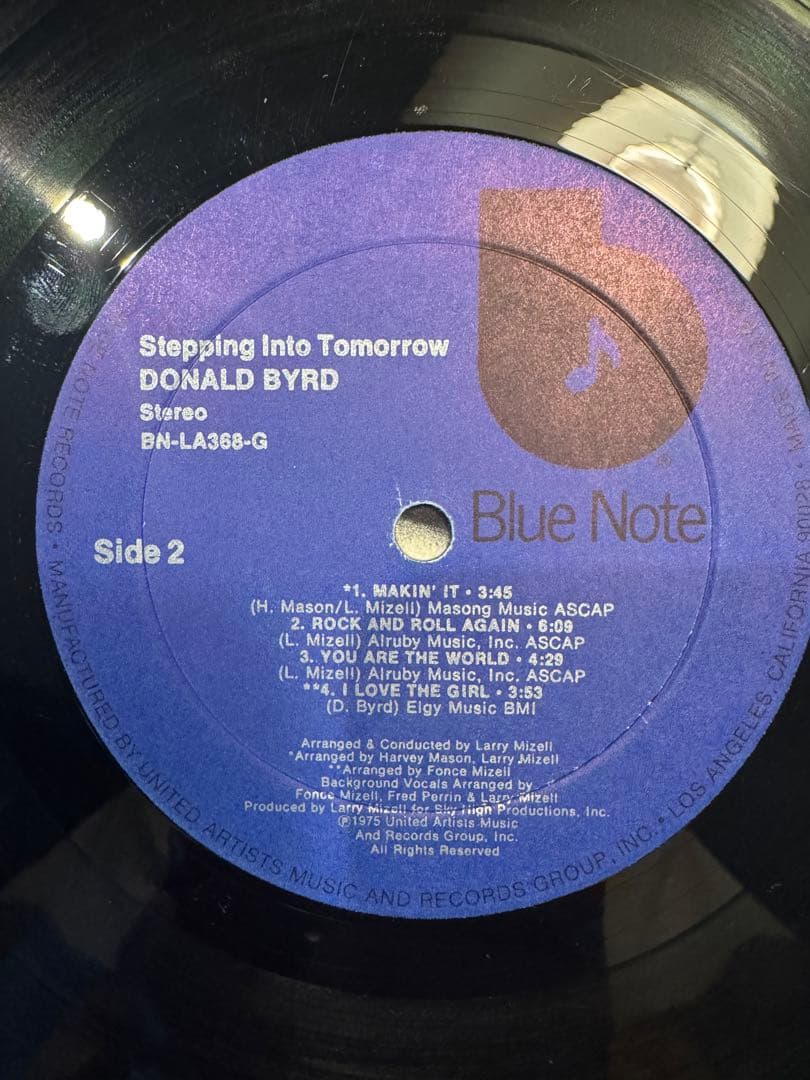 Stepping Into Tomorrow
DONALD BYRD
Stereo
BN-LA368-G
Blue Note
®
Side 2
*1. MAKIN' IT • 3:45
(H. Mason/L. Mizell) Masong Music ASCAP
2. ROCK AND ROLL AGAIN • 6:09
(L. Mizell) Alruby Music, Inc. ASCAP
3. YOU ARE THE WORLD • 4:29
(L. Mizell) Alruby Music, Inc. ASCAP
**4. I LOVE THE GIRL • 3:53
(D. Byrd) Elgy Music BMI
Arranged & Conducted by Larry Mizell
*Arranged by Harvey Mason, Larry Mizell
**Arranged by Fonce Mizell
Background Vocals Arranged by
Fonce Mizell, Fred Perrin & Larry Mizell
Produced by Larry Mizell for Sky High Productions, Inc.
℗1975 United Artists Music
And Records Group, Inc.
All Rights Reserved
NOTE RECORDS • MANUFACTURED BY UNITED ARTISTS MUSIC AND RECORDS GROUP, INC. • LOS ANGELES, CALIFORNIA 90028 • MADE IN